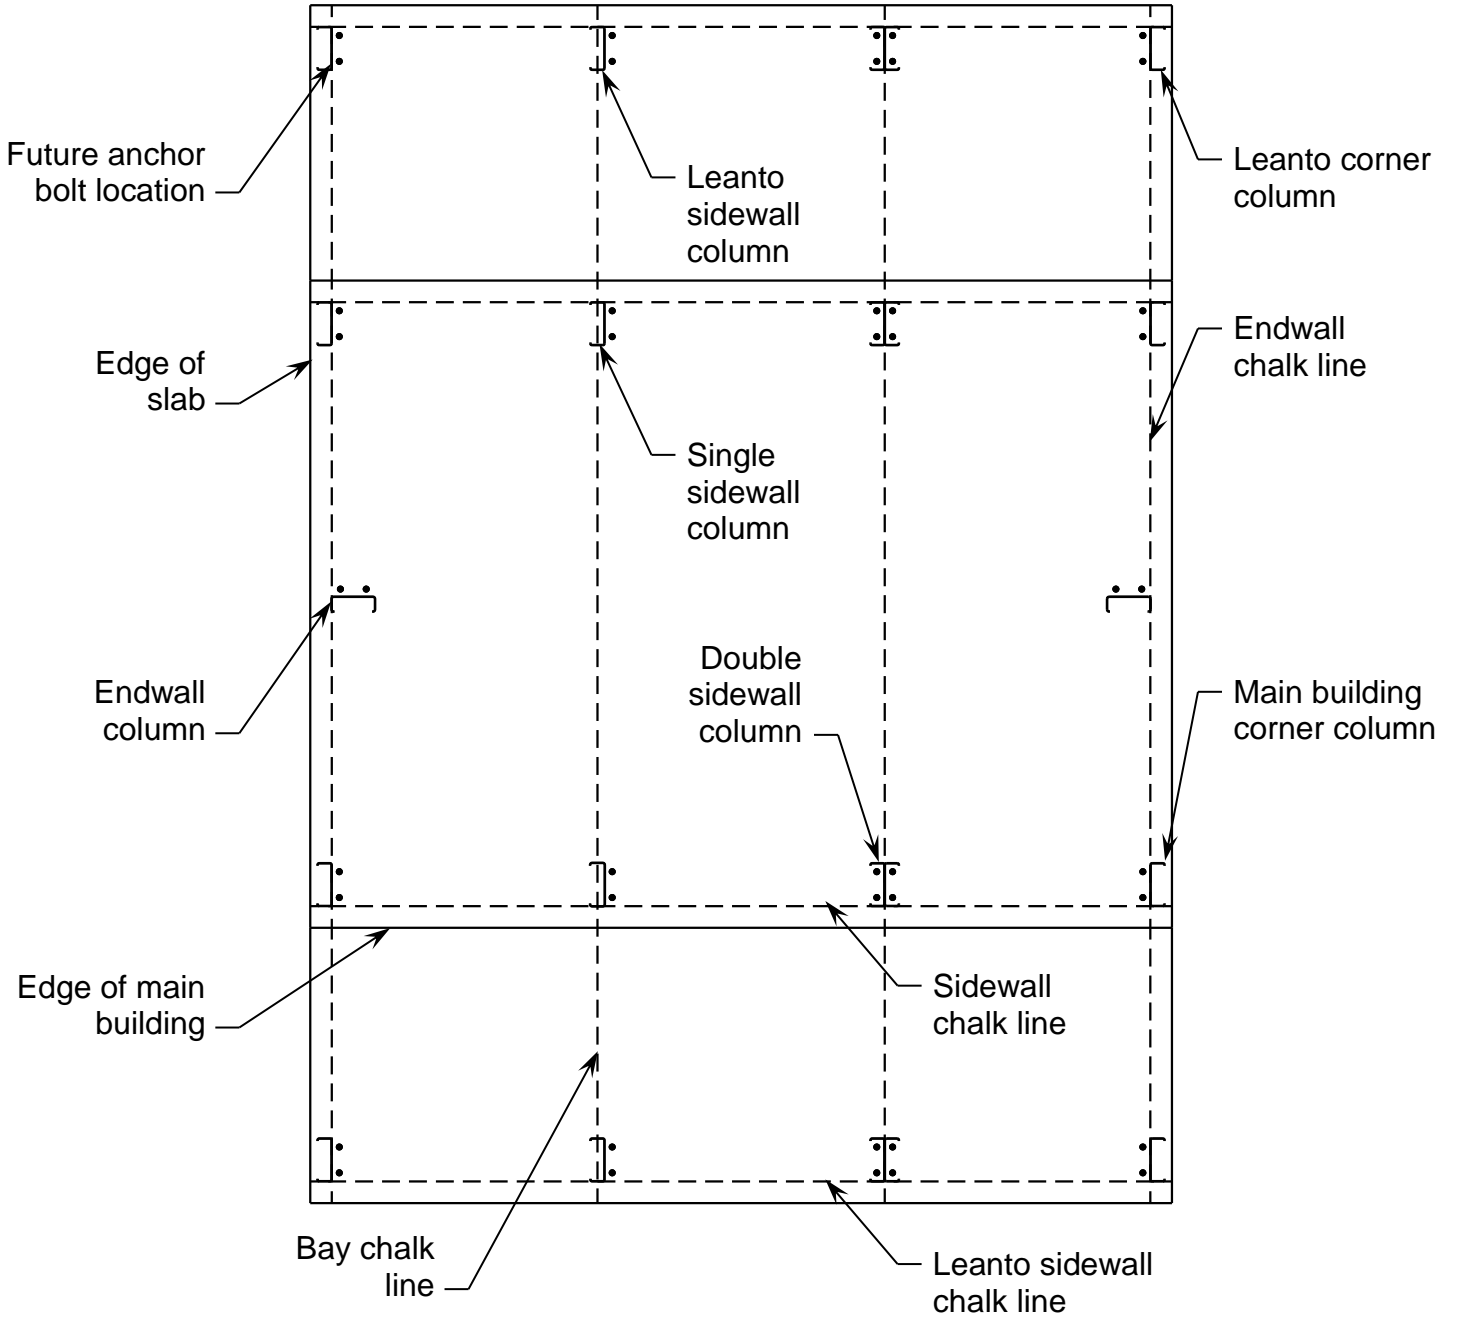 Future anchor
bolt location
Leanto
sidewall
column
Leanto corner
column
Edge of
slab
Endwall
chalk line
Single
sidewall
column
Endwall
column
Double
sidewall
column
Main building
corner column
Edge of main
building
Sidewall
chalk line
Bay chalk
line
Leanto sidewall
chalk line